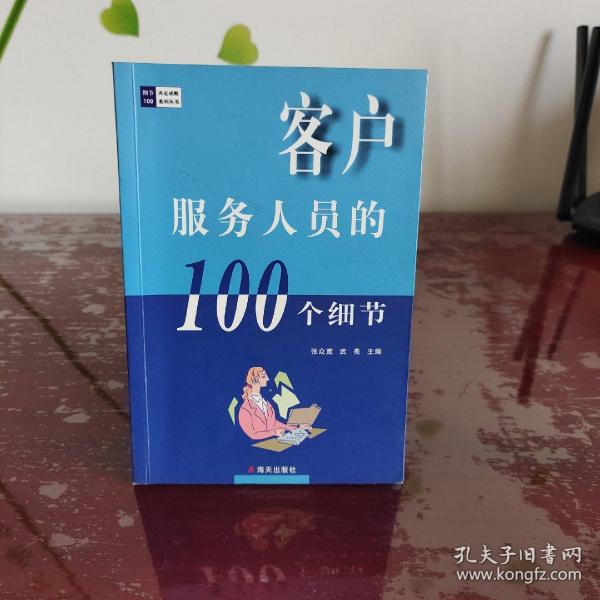 细节 决定成败
100 系列丛书
客户
服务人员的
100个细节
张众宽 武亮 主编
海天出版社
孔夫子旧书网
www.kongfz.com